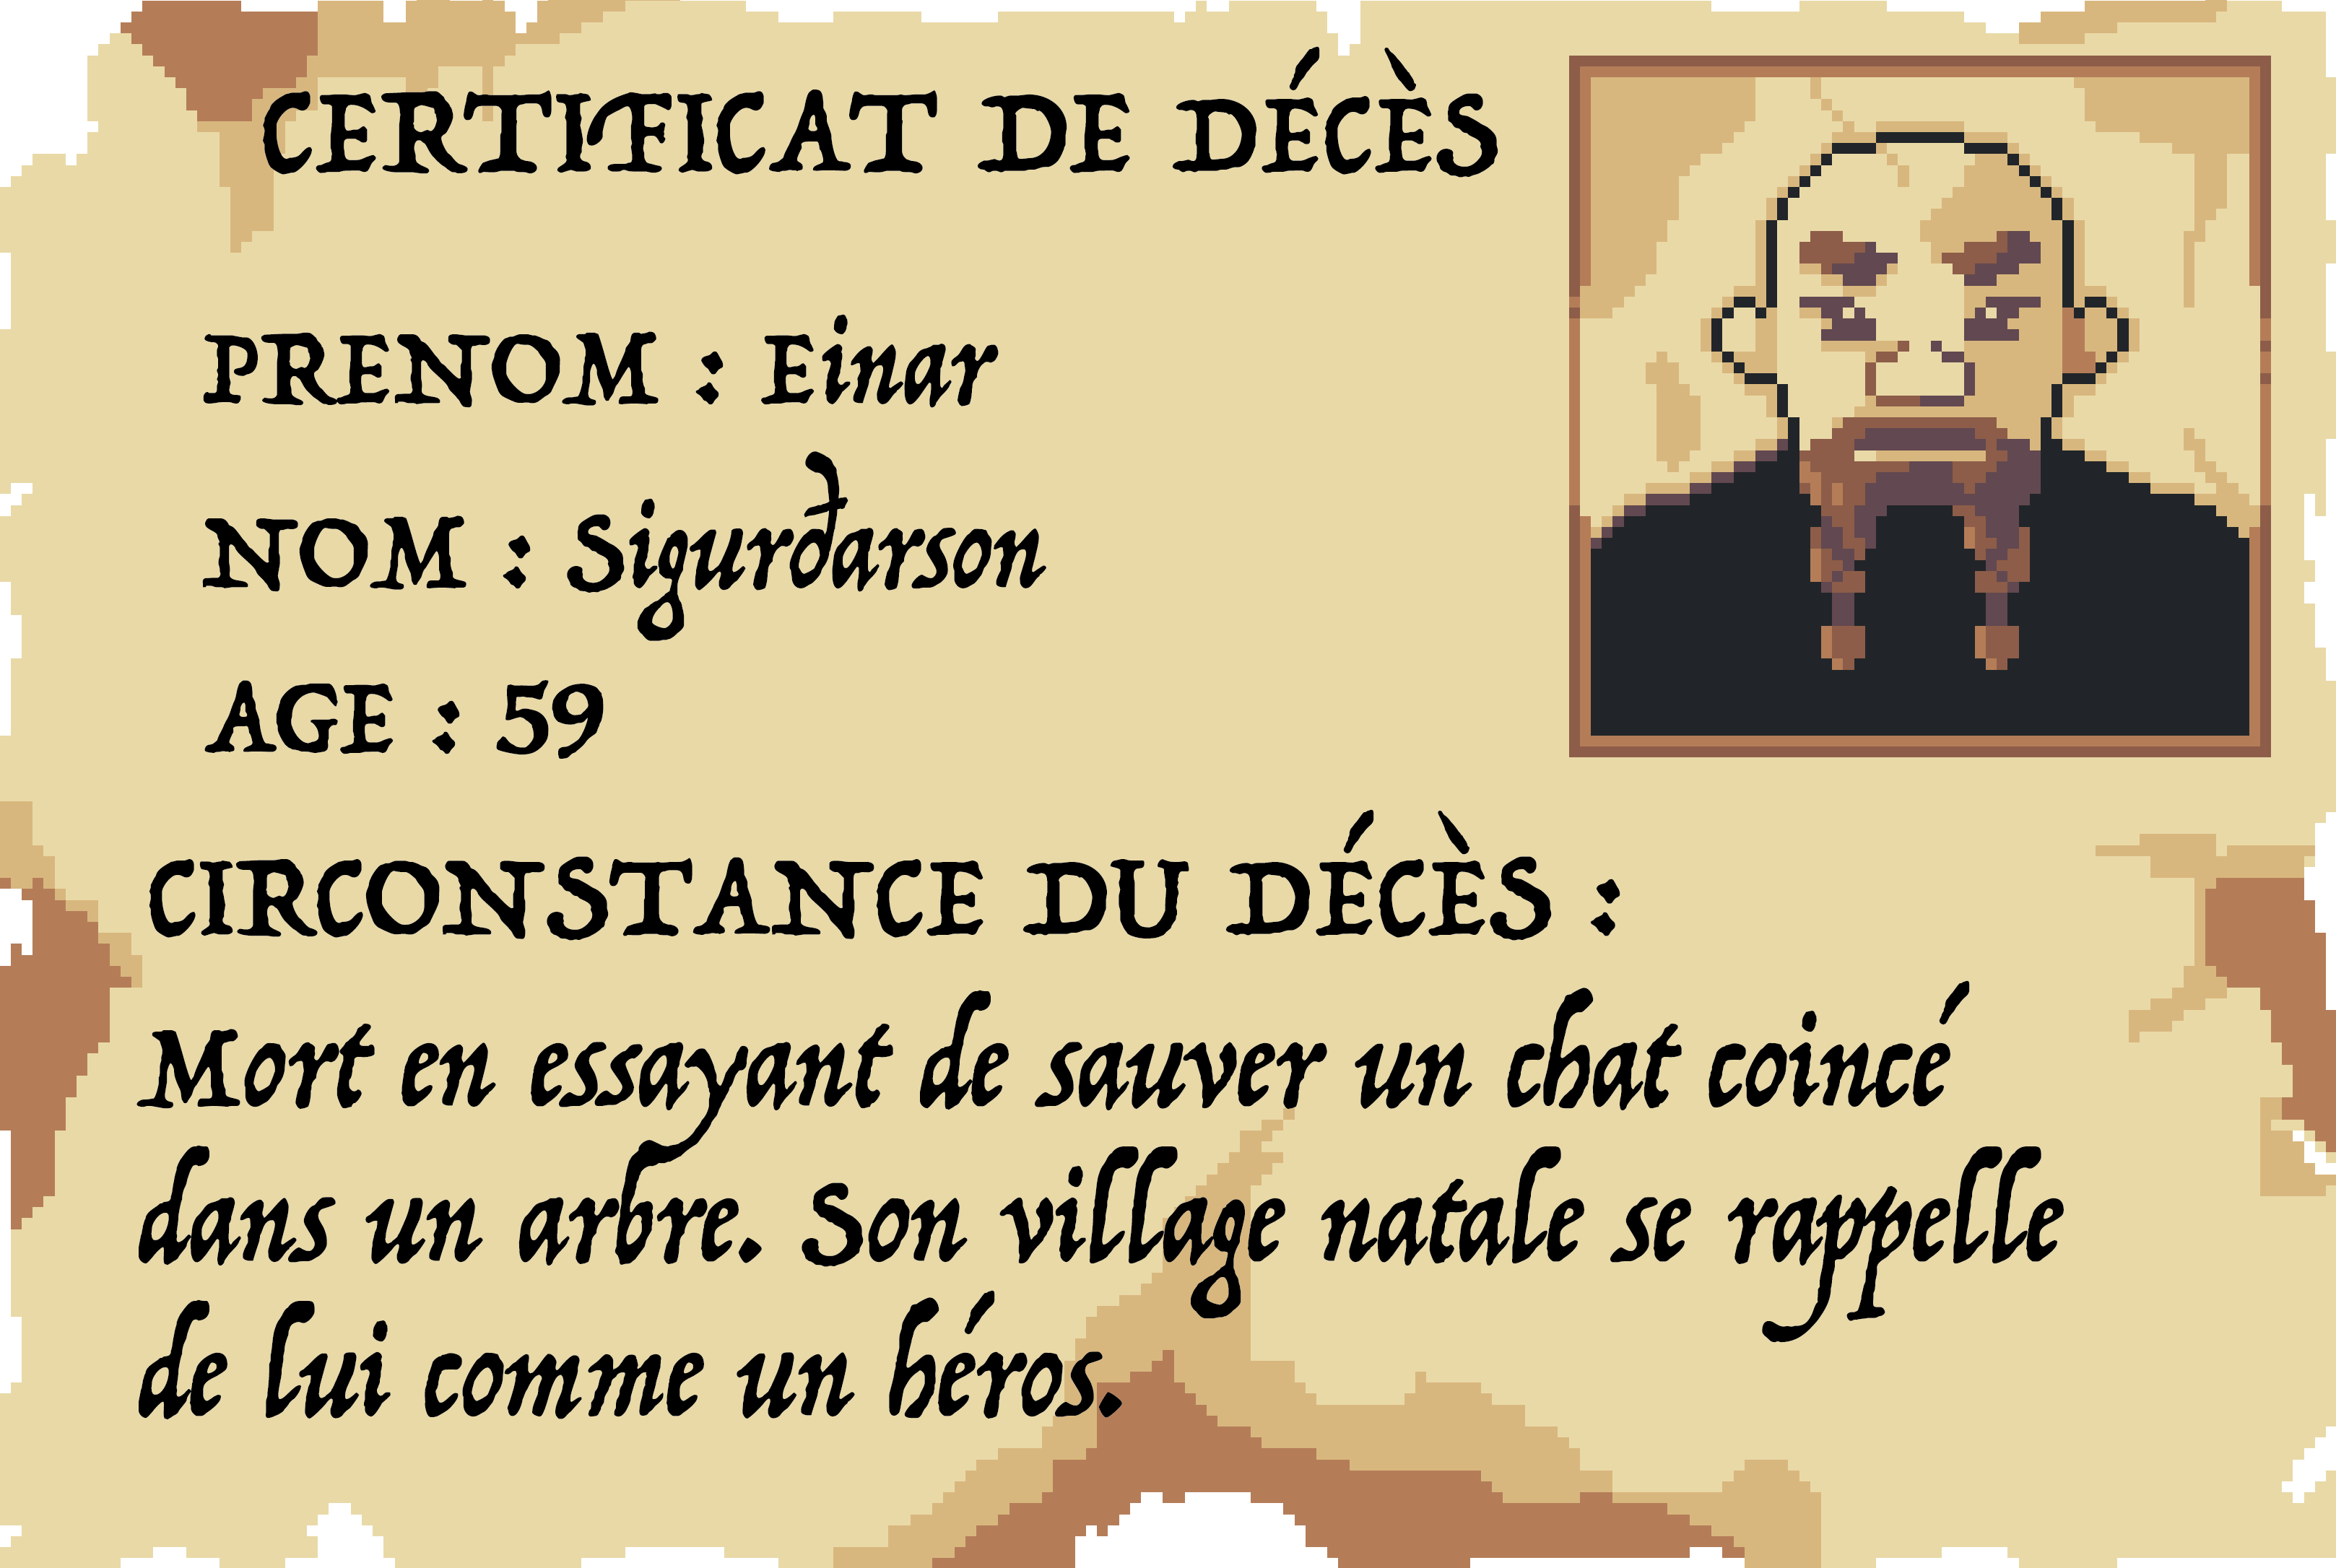 CERTIFICAT DE DÉCÈS
PRENOM : Einar
NOM : Sigurdarson
AGE : 59
CIRCONSTANCE DU DÉCÈS :
Mort en essayant de sauver un chat coincé
dans un arbre. Son village natale se rappelle
de lui comme un héros.